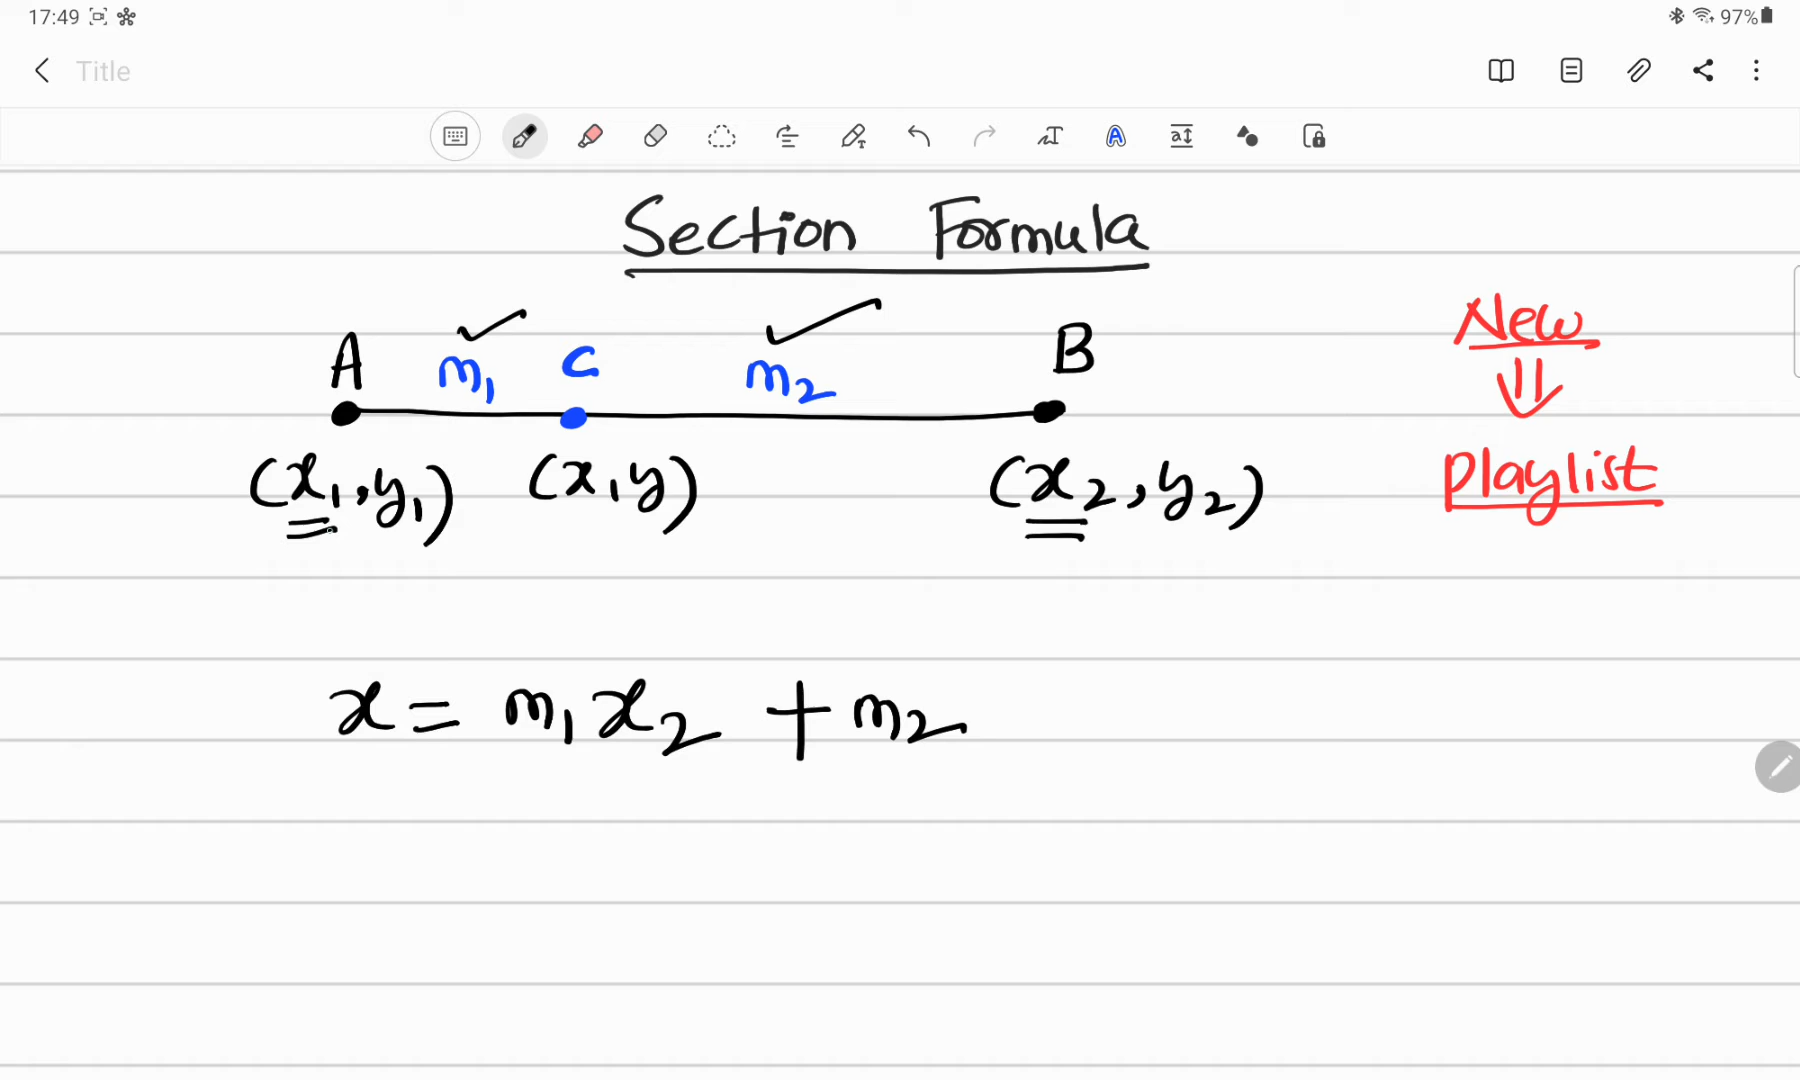 17:49 97%
Title
Section Formula
A m₁ C m₂ B
New
(x₁,y₁) (x,y) (x₂,y₂)
Playlist
x = m₁x₂ + m₂